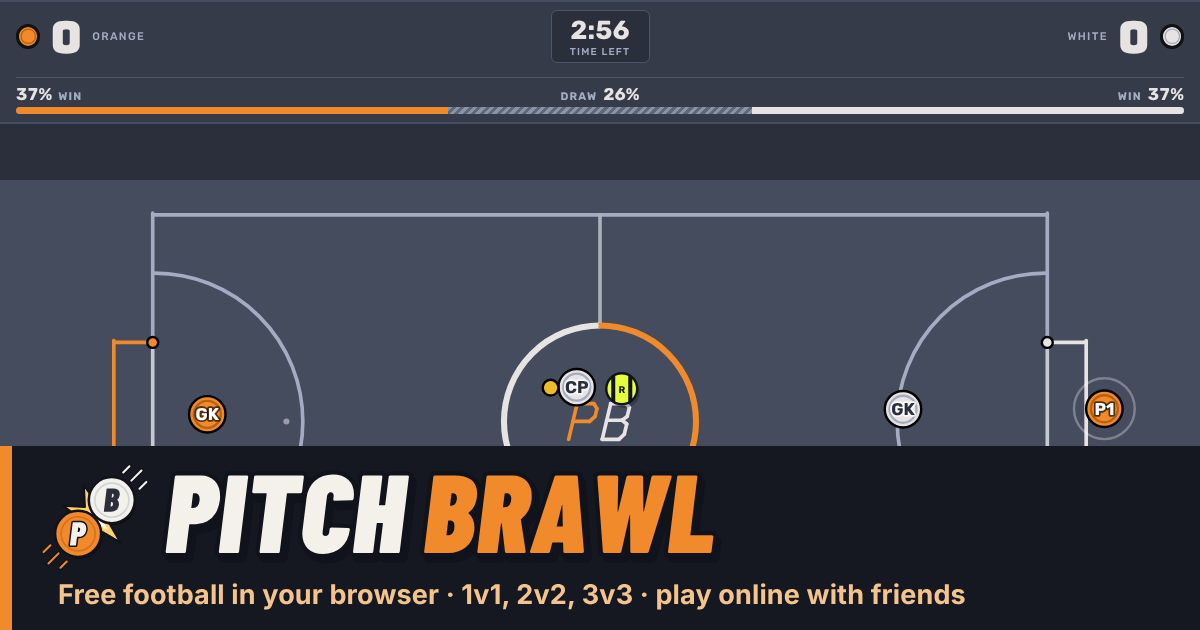 0 ORANGE
2:56
TIME LEFT
WHITE 0
37% WIN
DRAW 26%
WIN 37%
CP
R
GK
GK
P1
PB
B
P
PITCH BRAWL
Free football in your browser · 1v1, 2v2, 3v3 · play online with friends